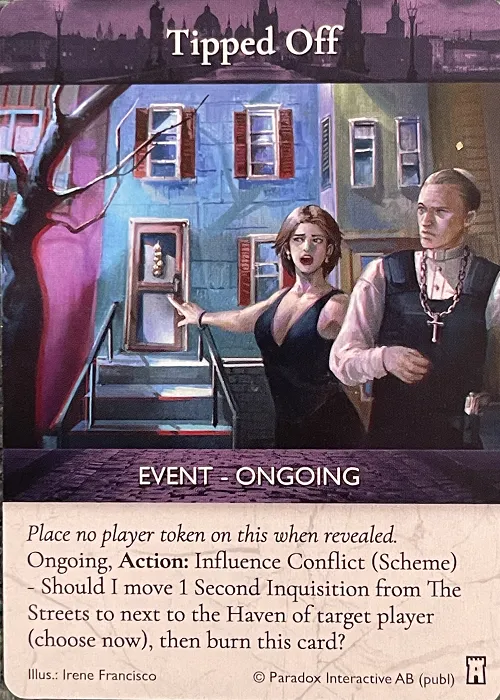 Tipped Off
EVENT - ONGOING
Place no player token on this when revealed.
Ongoing, Action: Influence Conflict (Scheme)
- Should I move 1 Second Inquisition from The
Streets to next to the Haven of target player
(choose now), then burn this card?
Illus.: Irene Francisco © Paradox Interactive AB (publ)